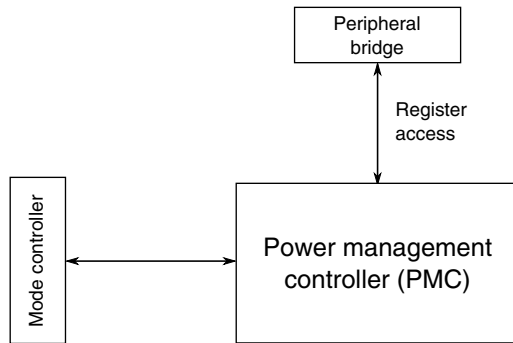 Peripheral
bridge
Register
access
Mode controller
Power management
controller (PMC)